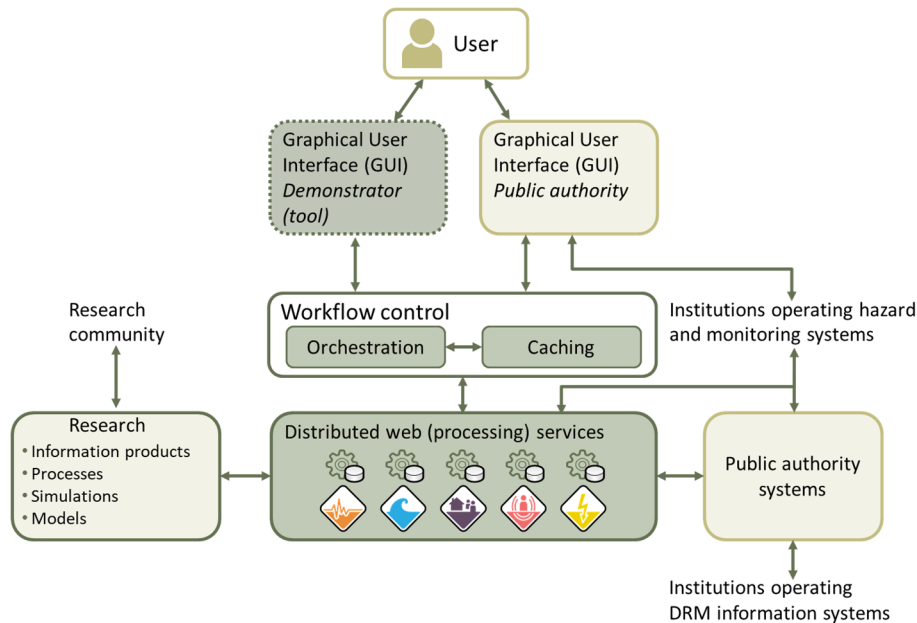 User
Graphical User
Interface (GUI)
Demonstrator
(tool)
Graphical User
Interface (GUI)
Public authority
Workflow control
Orchestration
Caching
Research
community
Institutions operating hazard
and monitoring systems
Research
• Information products
• Processes
• Simulations
• Models
Distributed web (processing) services
Public authority
systems
Institutions operating
DRM information systems